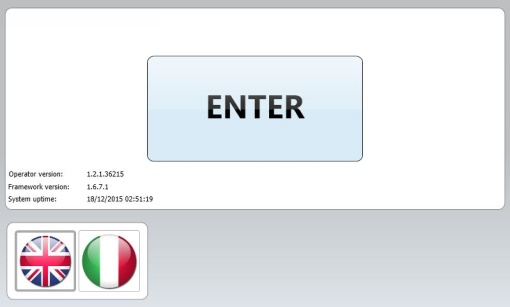 ENTER
Operator version: 1.2.1.36215
Framework version: 1.6.7.1
System uptime: 18/12/2015 02:51:19